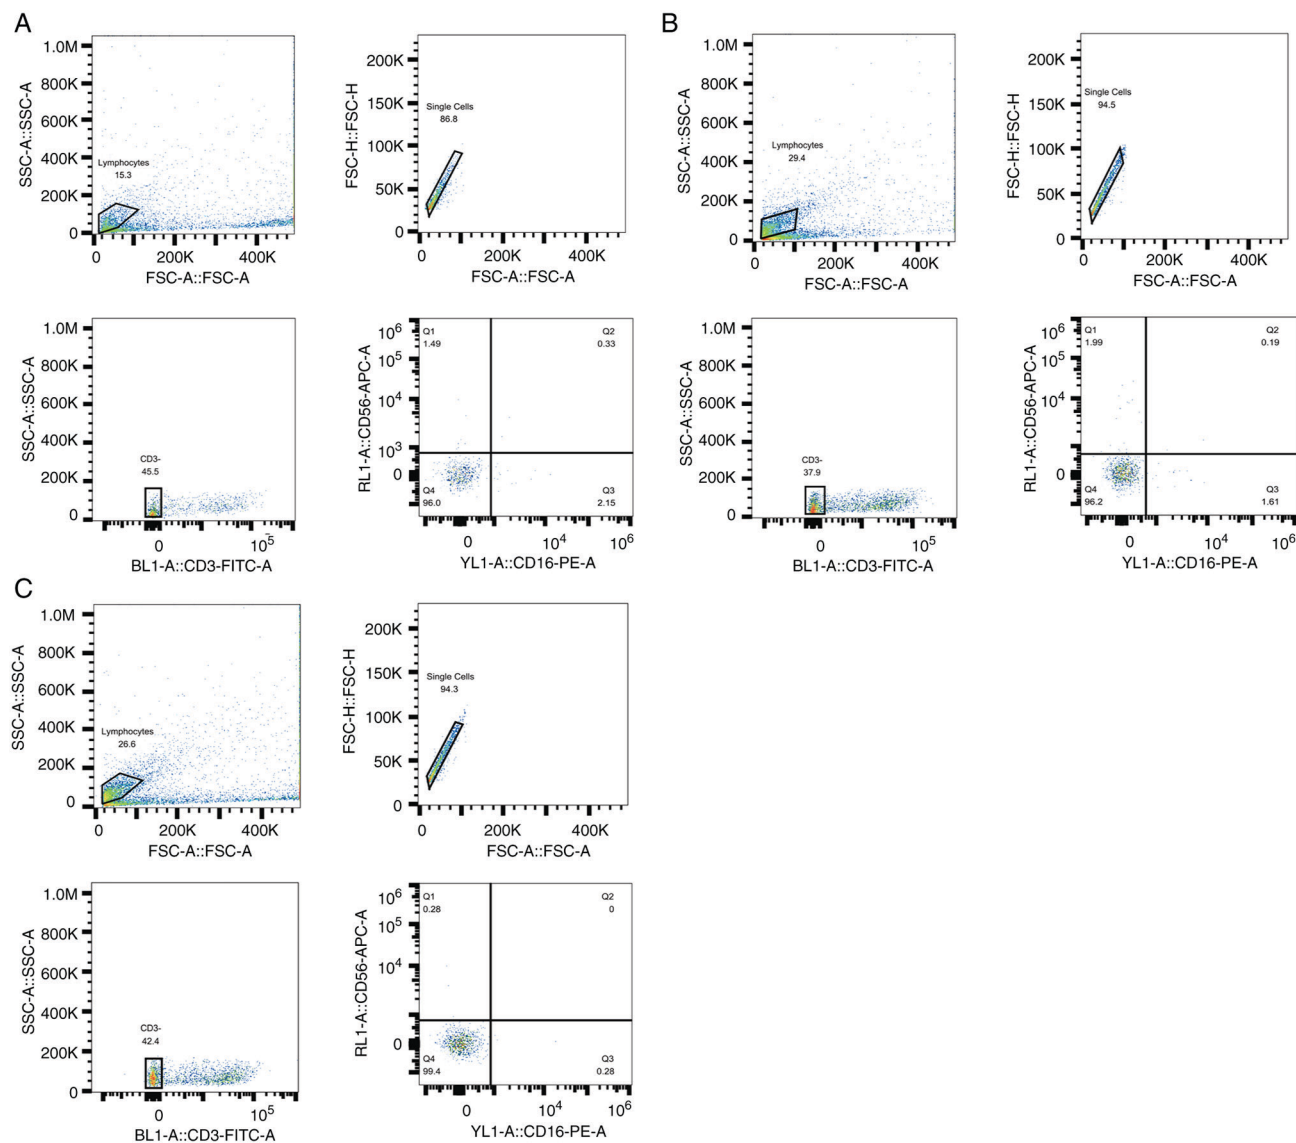 A
1.0M
800K
600K
400K
200K
0
SSC-A::SSC-A
Lymphocytes
15.3
0
200K
400K
FSC-A::FSC-A
200K
150K
100K
50K
0
FSC-H::FSC-H
Single Cells
86.8
0
200K
400K
FSC-A::FSC-A
1.0M
800K
600K
400K
200K
0
SSC-A::SSC-A
CD3-
45.5
0
10^5
BL1-A::CD3-FITC-A
10^6
10^5
10^4
10^3
0
RL1-A::CD56-APC-A
Q1
1.49
Q2
0.33
Q4
96.0
Q3
2.15
0
10^4
10^6
YL1-A::CD16-PE-A
B
1.0M
800K
600K
400K
200K
0
SSC-A::SSC-A
Lymphocytes
29.4
0
200K
400K
FSC-A::FSC-A
200K
150K
100K
50K
0
FSC-H::FSC-H
Single Cells
94.5
0
200K
400K
FSC-A::FSC-A
1.0M
800K
600K
400K
200K
0
SSC-A::SSC-A
CD3-
37.9
0
10^5
BL1-A::CD3-FITC-A
10^6
10^5
10^4
0
RL1-A::CD56-APC-A
Q1
1.99
Q2
0.19
Q4
96.2
Q3
1.61
0
10^4
10^6
YL1-A::CD16-PE-A
C
1.0M
800K
600K
400K
200K
0
SSC-A::SSC-A
Lymphocytes
26.6
0
200K
400K
FSC-A::FSC-A
200K
150K
100K
50K
0
FSC-H::FSC-H
Single Cells
94.3
0
200K
400K
FSC-A::FSC-A
1.0M
800K
600K
400K
200K
0
SSC-A::SSC-A
CD3-
42.4
0
10^5
BL1-A::CD3-FITC-A
10^6
10^5
10^4
0
RL1-A::CD56-APC-A
Q1
0.28
Q2
0
Q4
99.4
Q3
0.28
0
10^4
10^6
YL1-A::CD16-PE-A